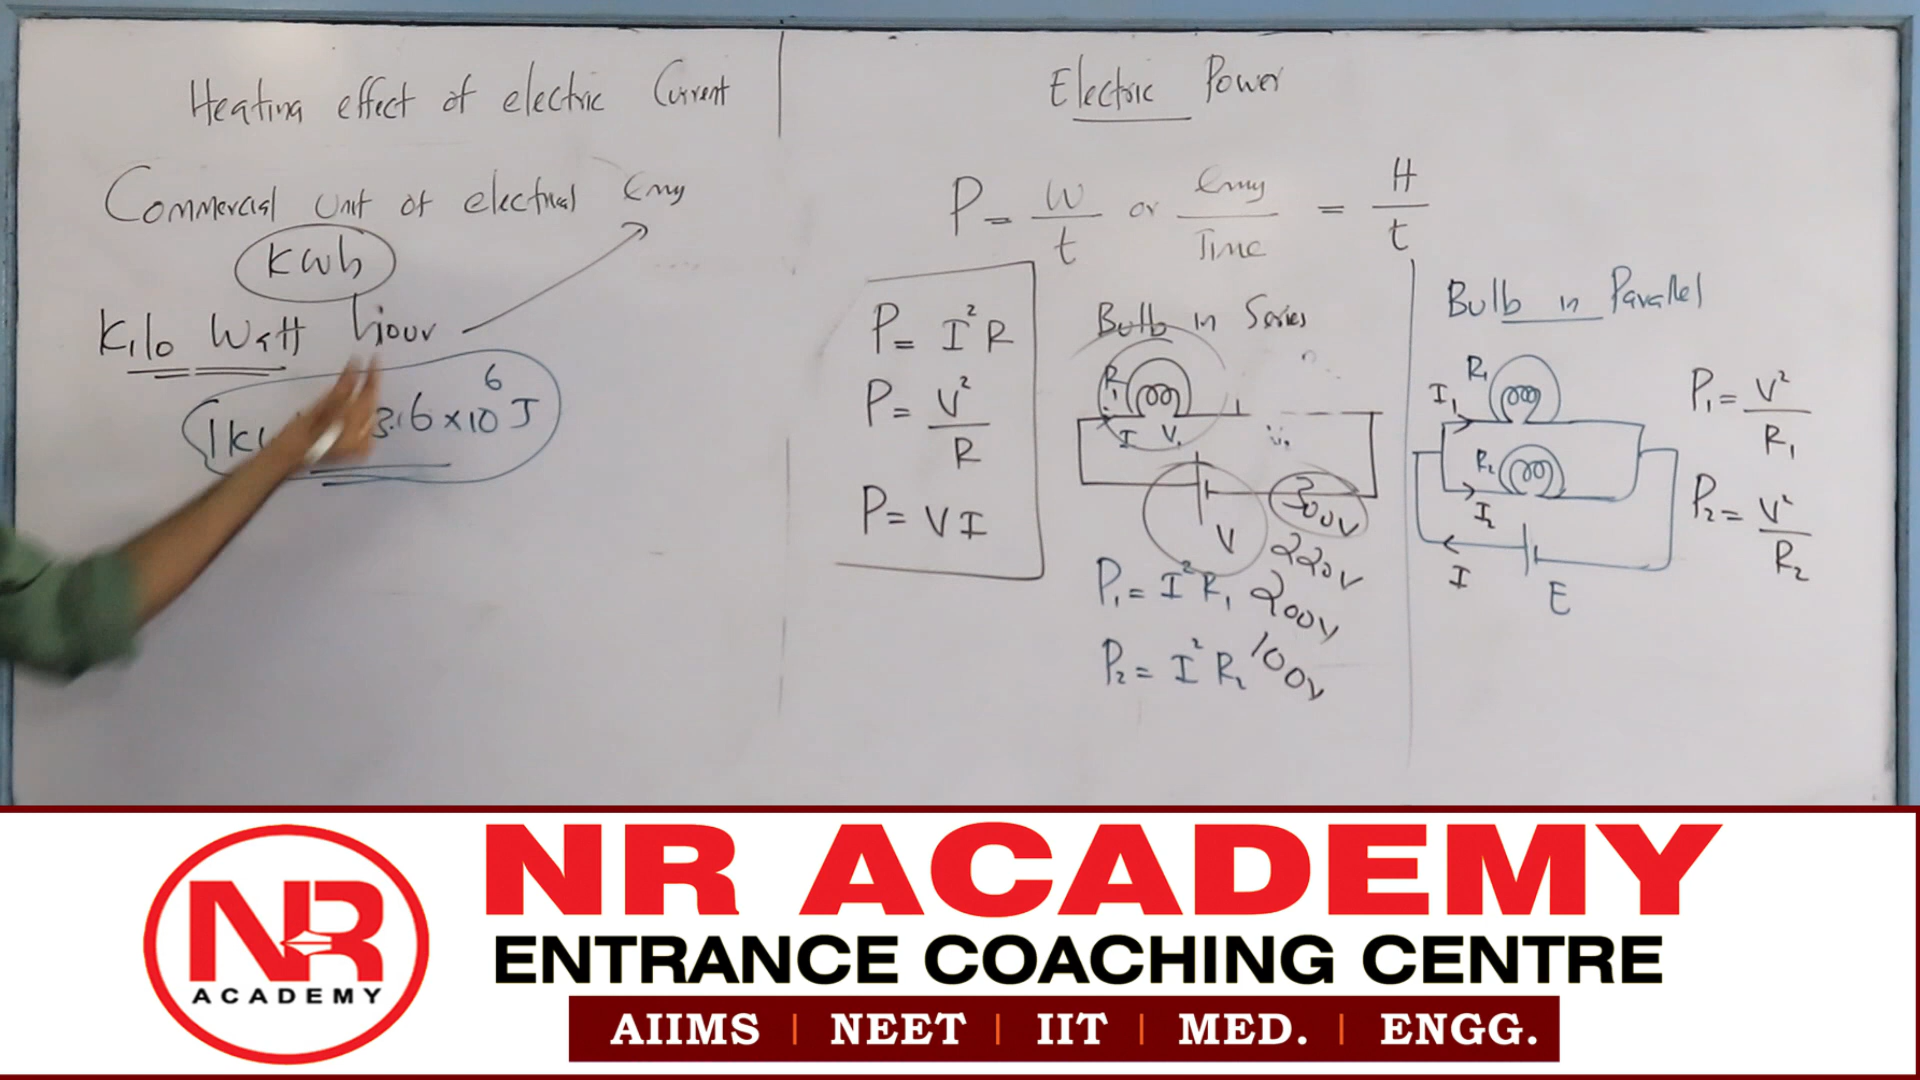 Heating effect of electric Current
Commercial Unit of electrical Enrgy
Kwh
Kilo Watt hour
3.6 × 10⁶ J
Electric Power
P = W/t or Energy/Time = H/t
P = I²R
P = V²/R
P = VI
Bulb in Series
R₁
I V₁
V
300V
220V
200V
100V
P₁ = I²R₁
P₂ = I²R₂
Bulb in Parallel
R₁
I₁
R₂
I₂
I
E
P₁ = V²/R₁
P₂ = V²/R₂
NR
ACADEMY
NR ACADEMY
ENTRANCE COACHING CENTRE
AIIMS | NEET | IIT | MED. | ENGG.